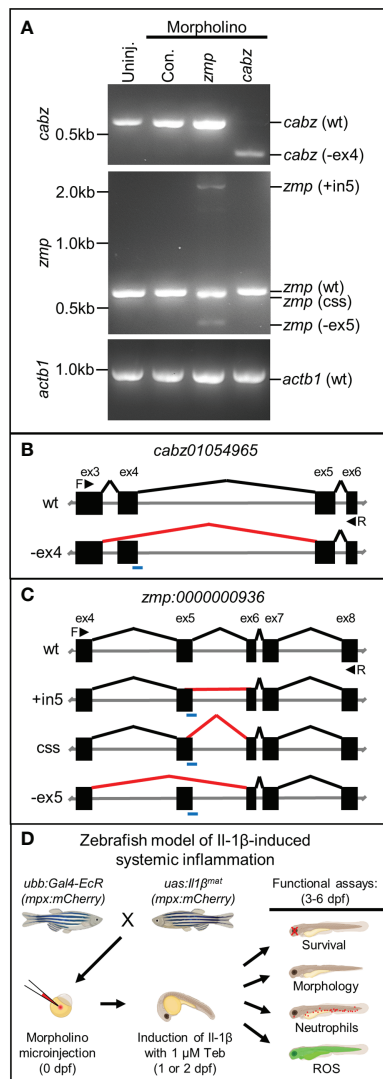 A
Morpholino
Uninj. Con. zmp cabz
cabz
0.5kb
cabz (wt)
cabz (-ex4)
zmp
2.0kb
1.0kb
0.5kb
zmp (+in5)
zmp (wt)
zmp (css)
zmp (-ex5)
actb1
1.0kb
actb1 (wt)
B
cabz01054965
ex3 ex4 ex5 ex6
F
wt
R
-ex4
C
zmp:0000000936
ex4 ex5 ex6 ex7 ex8
F
wt
R
+in5
css
-ex5
D
Zebrafish model of Il-1β-induced
systemic inflammation
ubb:Gal4-EcR
(mpx:mCherry)
X
uas:Il1βmat
(mpx:mCherry)
Functional assays:
(3-6 dpf)
Survival
Morphology
Neutrophils
ROS
Morpholino
microinjection
(0 dpf)
Induction of Il-1β
with 1 µM Teb
(1 or 2 dpf)